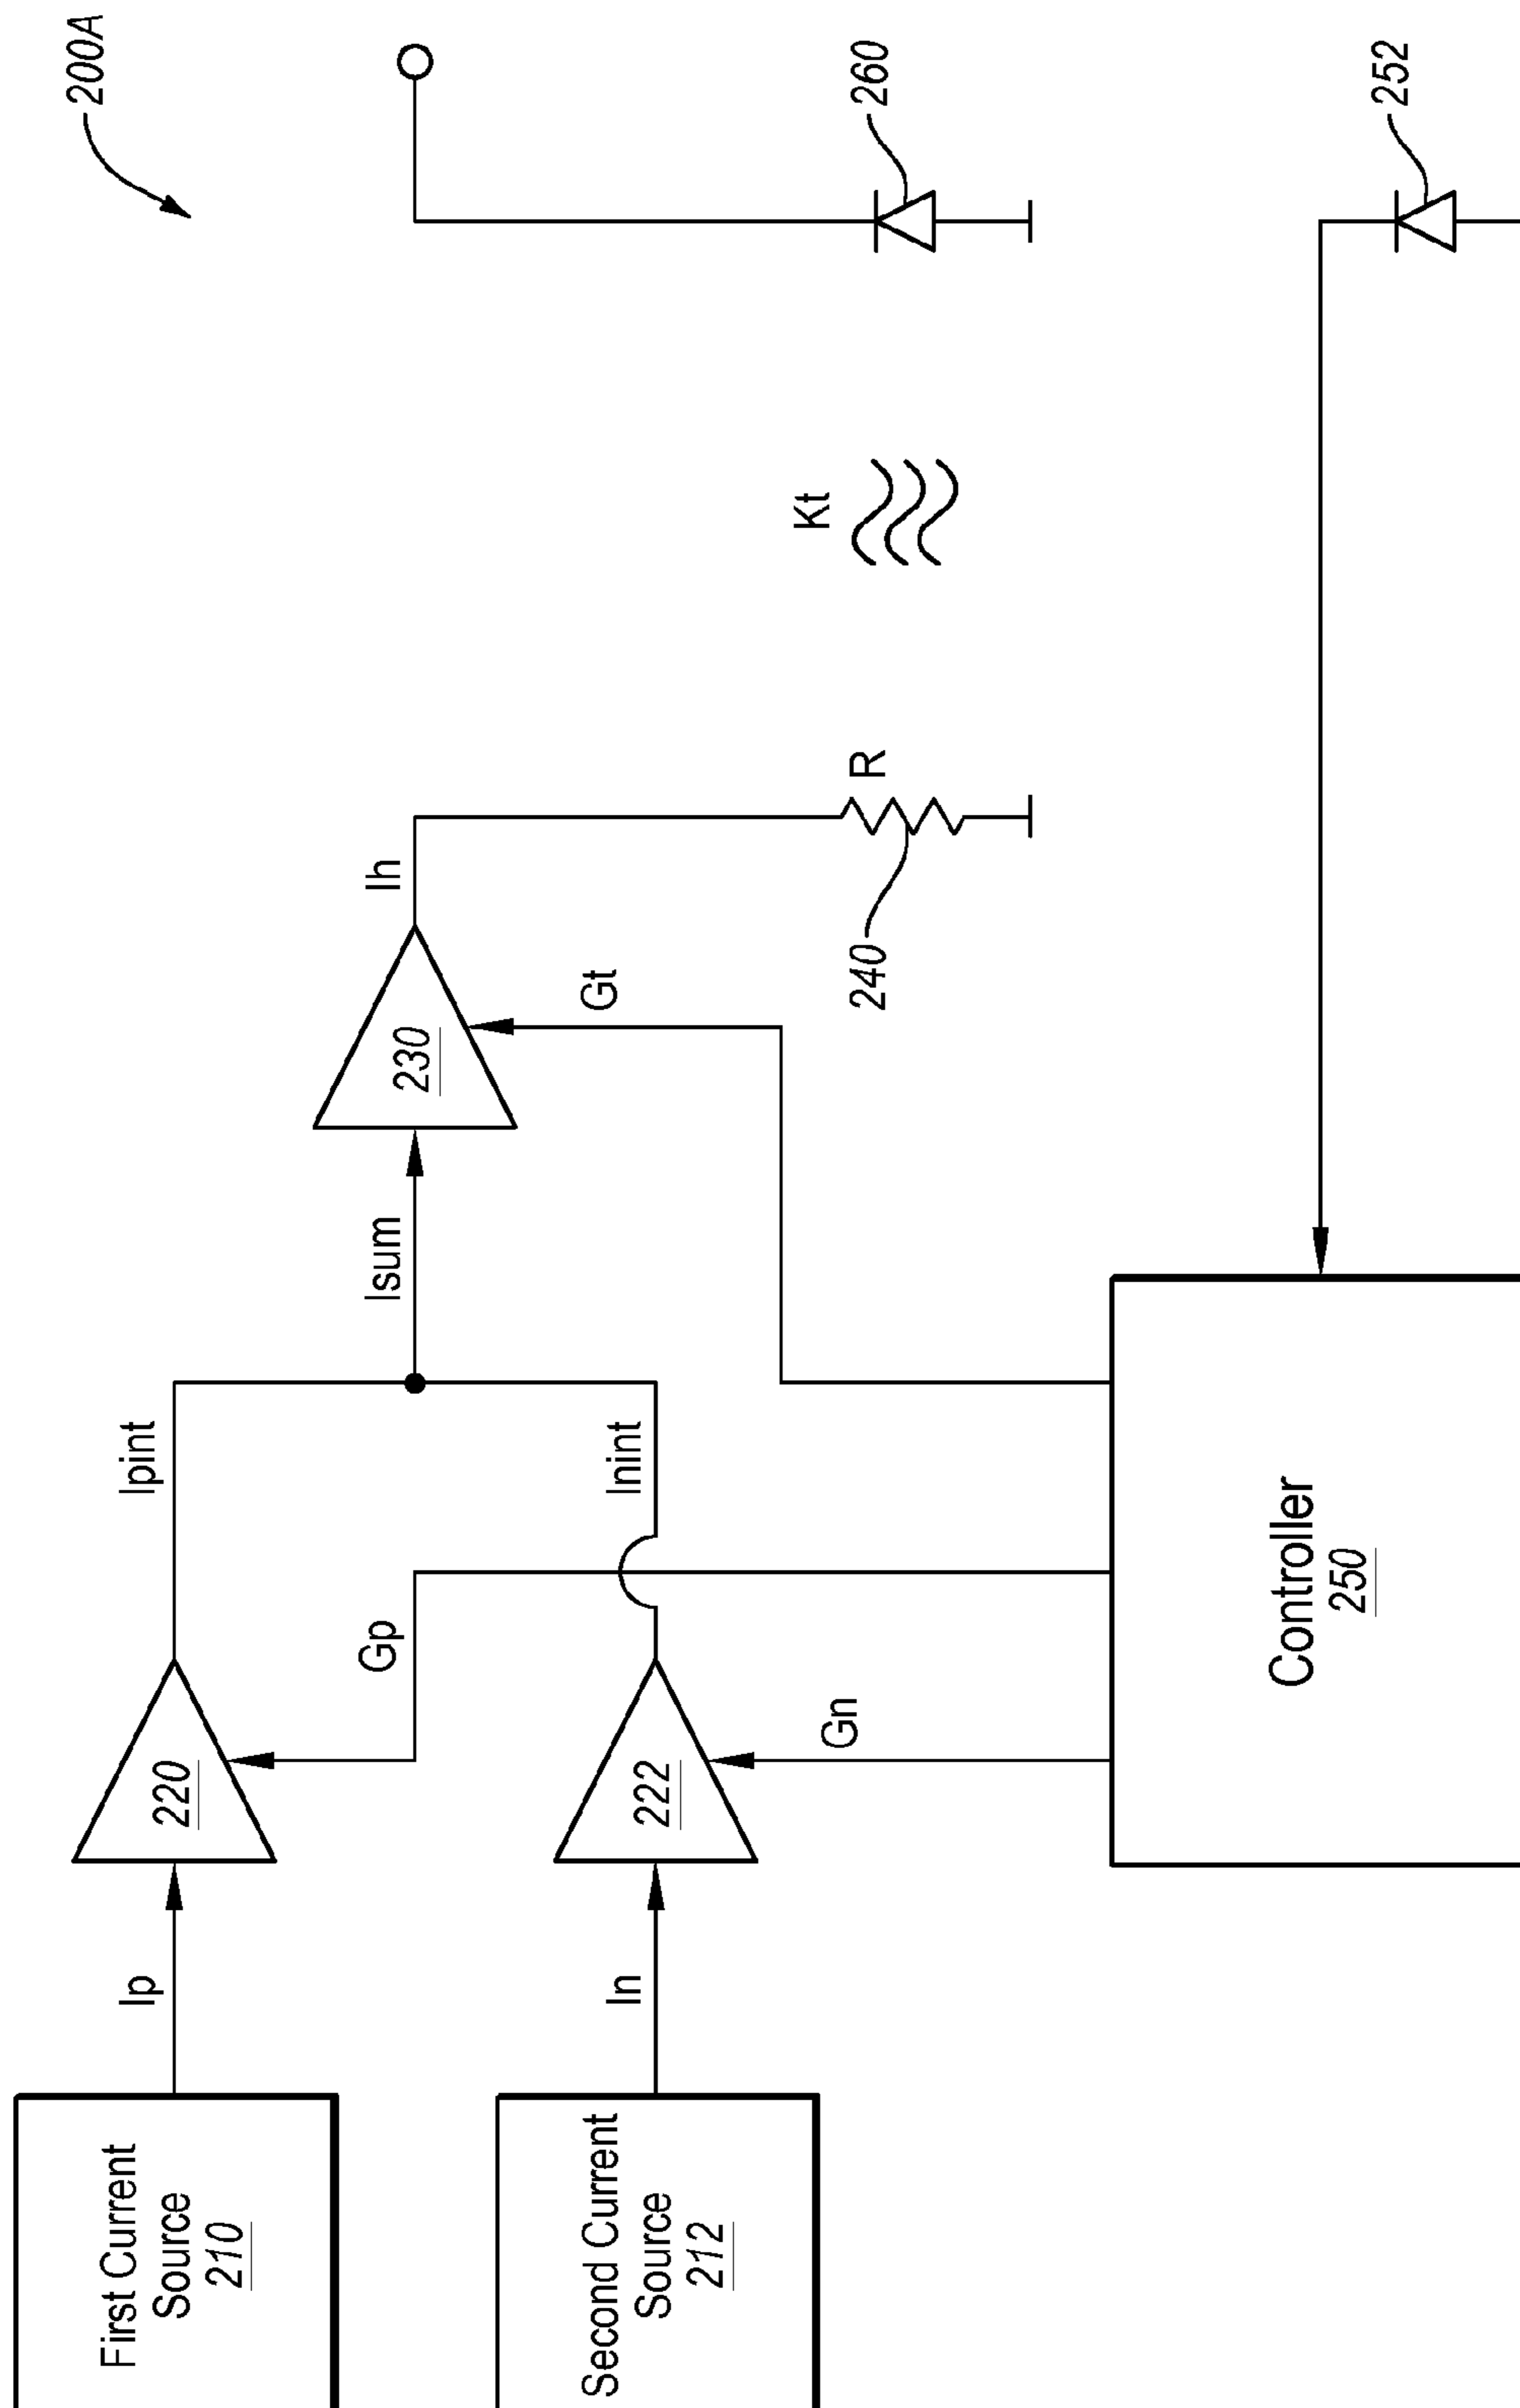 200A
First Current
Source
210
Ip
220
Ipint
Gp
Isum
230
Ih
Gt
Second Current
Source
212
In
222
Inint
Gn
240
R
Kt
260
Controller
250
252